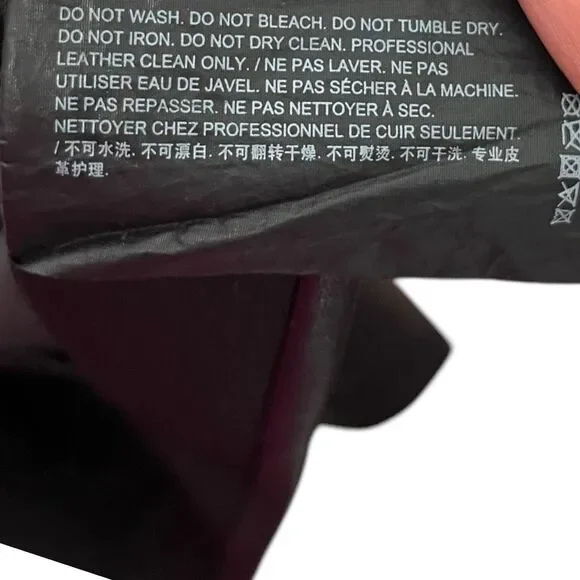 DO NOT WASH. DO NOT BLEACH. DO NOT TUMBLE DRY.
DO NOT IRON. DO NOT DRY CLEAN. PROFESSIONAL
LEATHER CLEAN ONLY. / NE PAS LAVER. NE PAS
UTILISER EAU DE JAVEL. NE PAS SÉCHER À LA MACHINE.
NE PAS REPASSER. NE PAS NETTOYER À SEC.
NETTOYER CHEZ PROFESSIONNEL DE CUIR SEULEMENT.
/ 不可水洗. 不可漂白. 不可翻转干燥. 不可熨烫. 不可干洗. 专业皮
革护理.